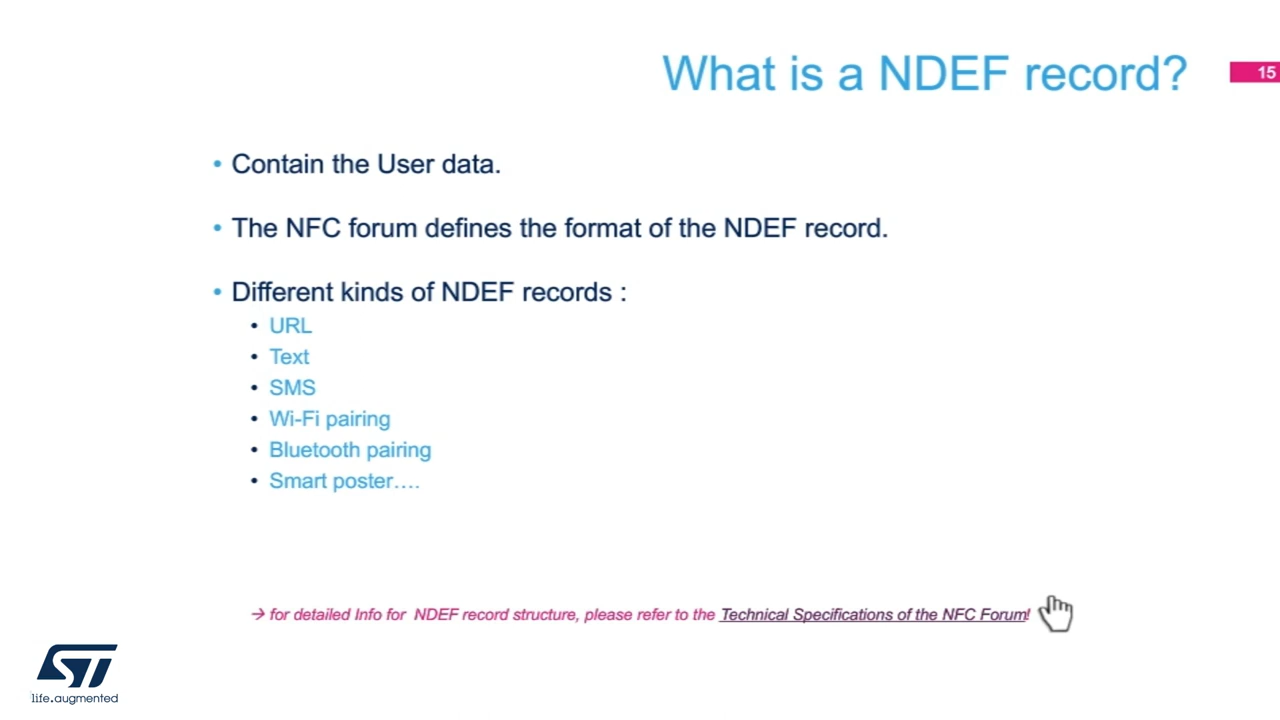 What is a NDEF record?
15
• Contain the User data.
• The NFC forum defines the format of the NDEF record.
• Different kinds of NDEF records :
• URL
• Text
• SMS
• Wi-Fi pairing
• Bluetooth pairing
• Smart poster….
→ for detailed Info for NDEF record structure, please refer to the Technical Specifications of the NFC Forum!
ST
life.augmented